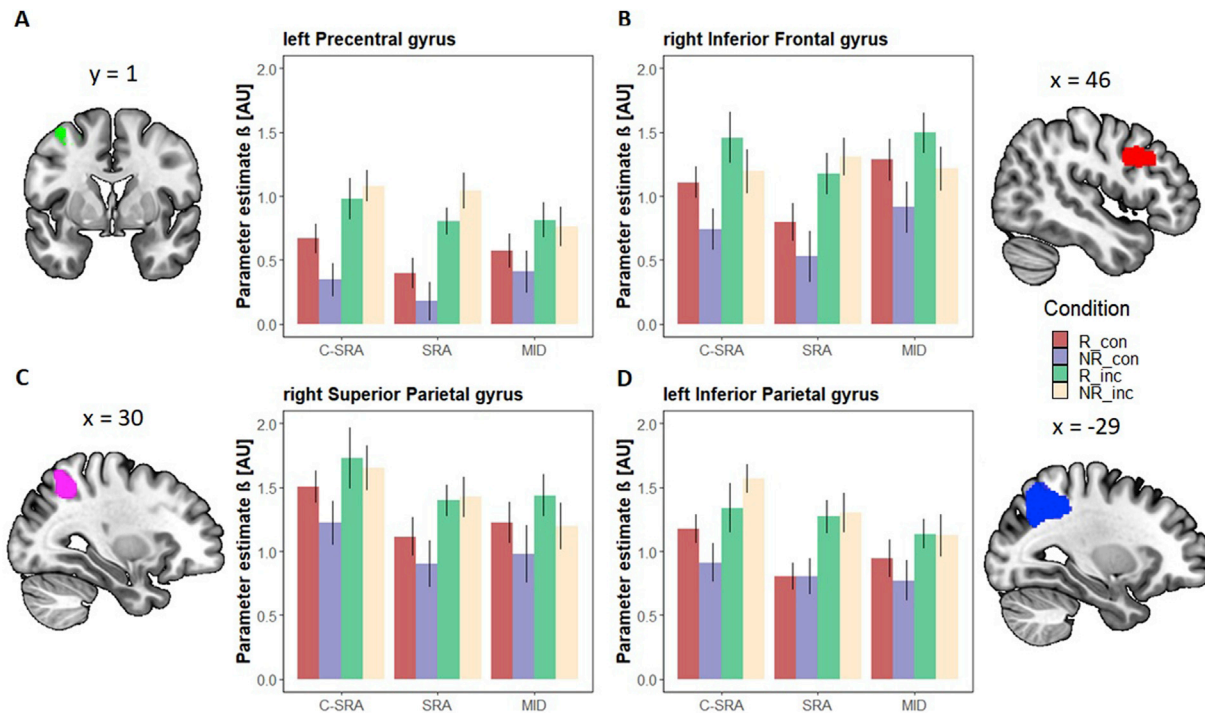 A
B
left Precentral gyrus
right Inferior Frontal gyrus
y = 1
x = 46
Parameter estimate ß [AU]
2.0
1.5
1.0
0.5
0.0
C-SRA SRA MID
Parameter estimate ß [AU]
2.0
1.5
1.0
0.5
0.0
C-SRA SRA MID
Condition
R_con
NR_con
R_inc
NR_inc
C
D
right Superior Parietal gyrus
left Inferior Parietal gyrus
x = 30
x = -29
Parameter estimate ß [AU]
2.0
1.5
1.0
0.5
0.0
C-SRA SRA MID
Parameter estimate ß [AU]
2.0
1.5
1.0
0.5
0.0
C-SRA SRA MID